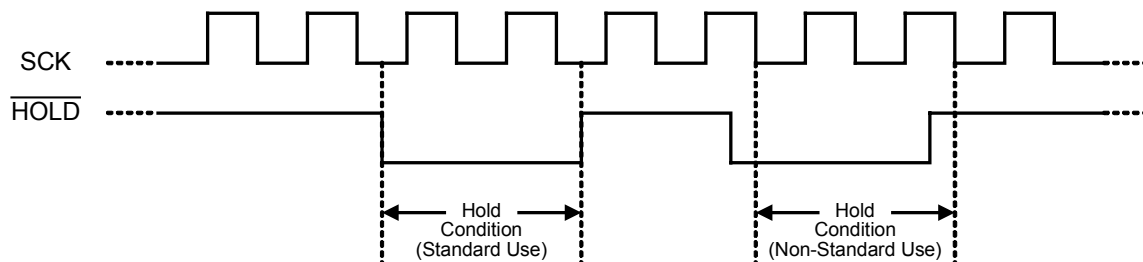 SCK
HOLD
Hold
Condition
(Standard Use)
Hold
Condition
(Non-Standard Use)